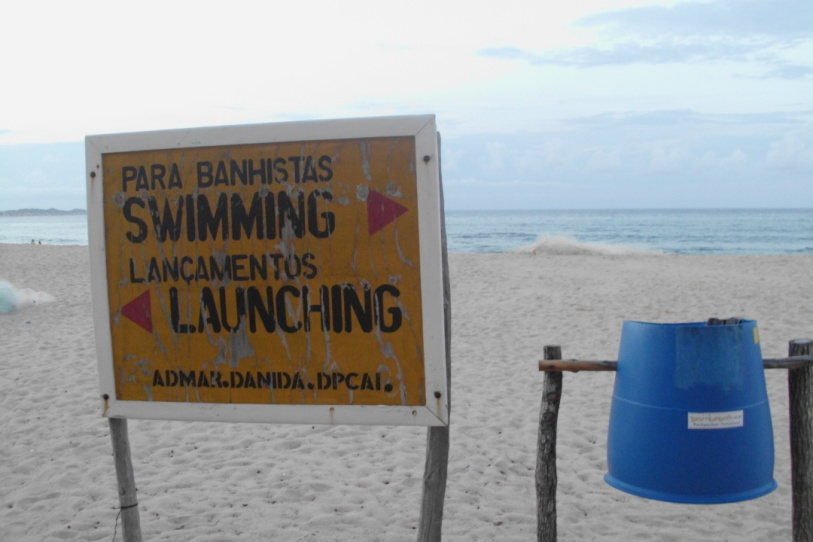 PARA BANHISTAS
SWIMMING
LANÇAMENTOS
LAUNCHING
ADMAR.DANIDA.DPCAI.